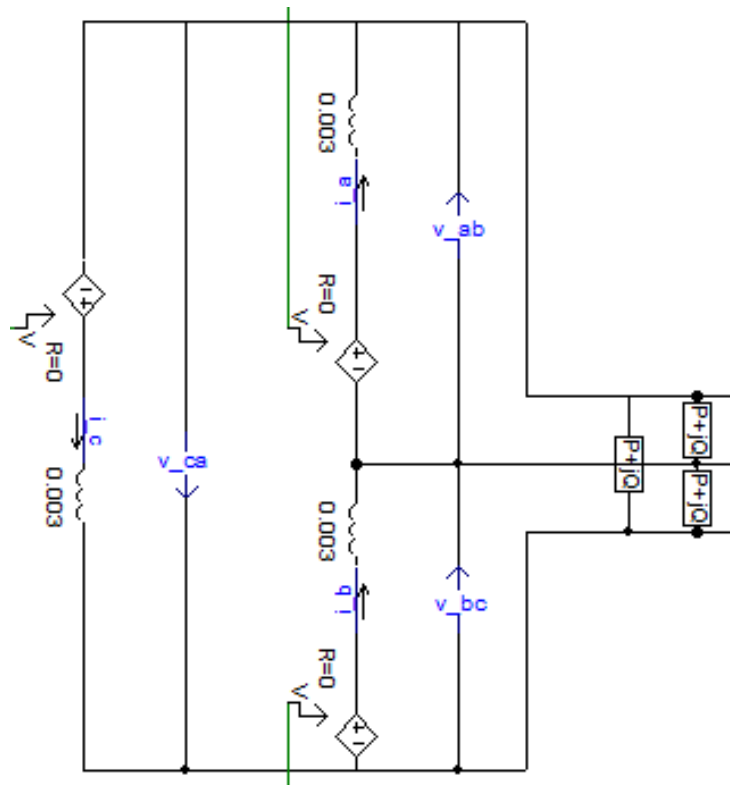 0.003
i_a
v_ab
R=0
V
+
-
-
+
V
R=0
i_c
0.003
v_ca
P+jQ
P+jQ
P+jQ
0.003
i_b
v_bc
R=0
V
+
-